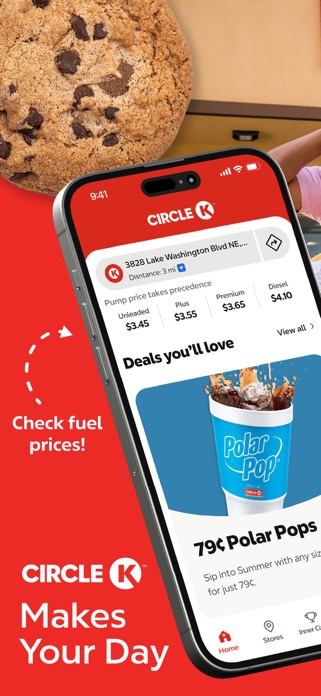 9:41
CIRCLE K
3828 Lake Washington Blvd NE,...
Disntance: 3 mi
Pump price takes precedence
Unleaded Plus Premium Diesel
$3.45 $3.55 $3.65 $4.10
Deals you'll love
View all >
Check fuel
prices!
Polar
Pop
79¢ Polar Pops
Sip into Summer with any siz
for just 79¢.
Home Stores Inner Ci
CIRCLE K
Makes
Your Day